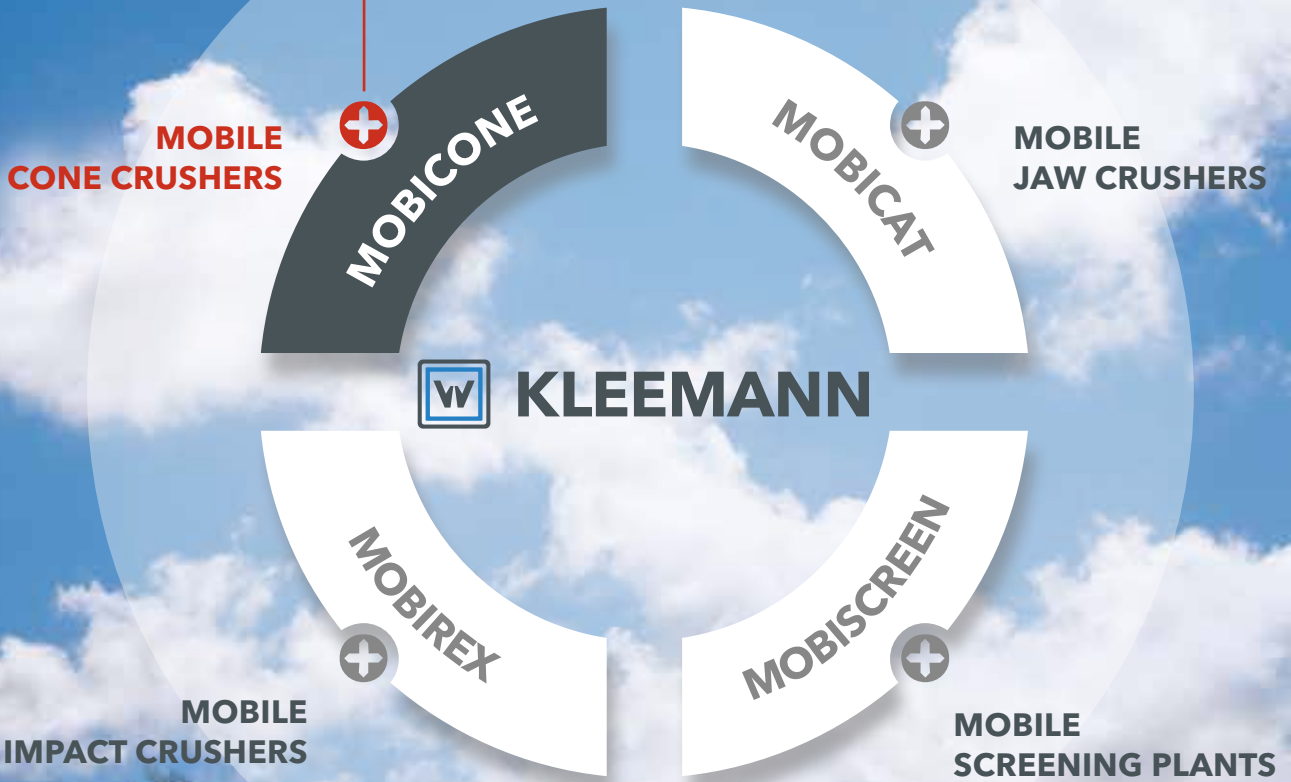 MOBILE
CONE CRUSHERS
MOBICONE
MOBICAT
MOBILE
JAW CRUSHERS
W KLEEMANN
MOBIREX
MOBILE
IMPACT CRUSHERS
MOBISCREEN
MOBILE
SCREENING PLANTS